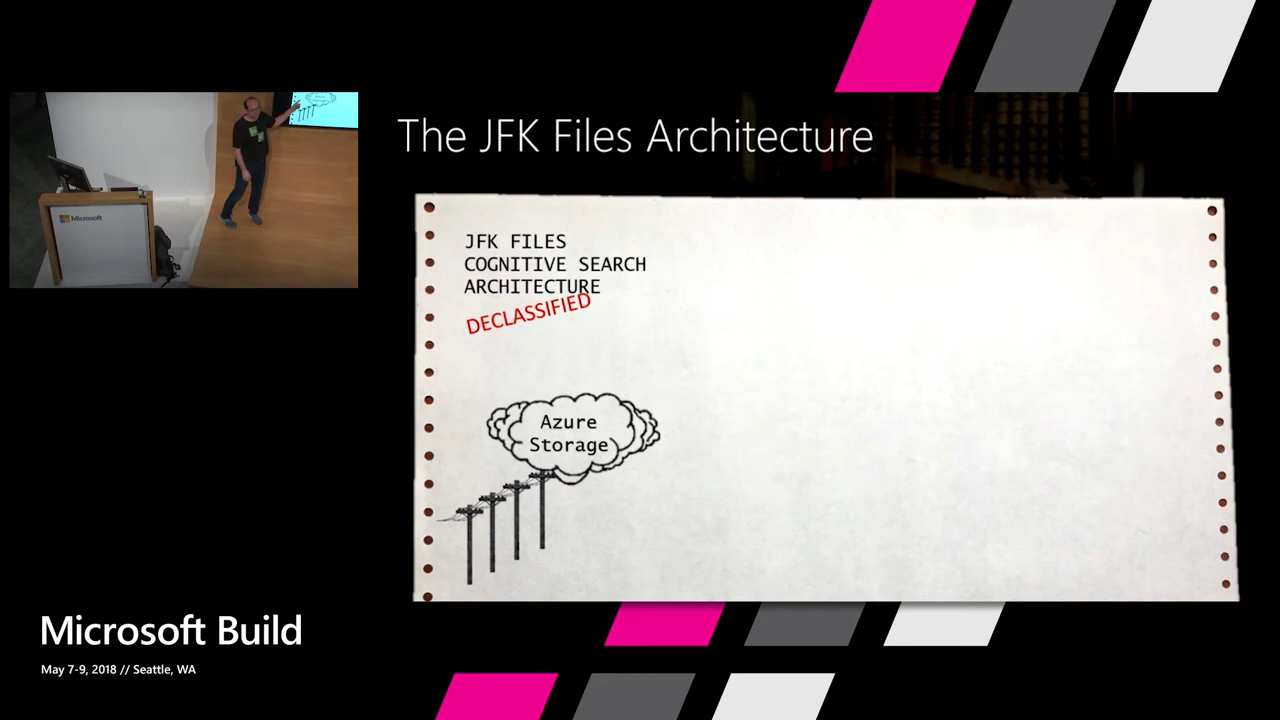 The JFK Files Architecture
JFK FILES
COGNITIVE SEARCH
ARCHITECTURE
DECLASSIFIED
Azure
Storage
Microsoft
Microsoft Build
May 7-9, 2018 // Seattle, WA